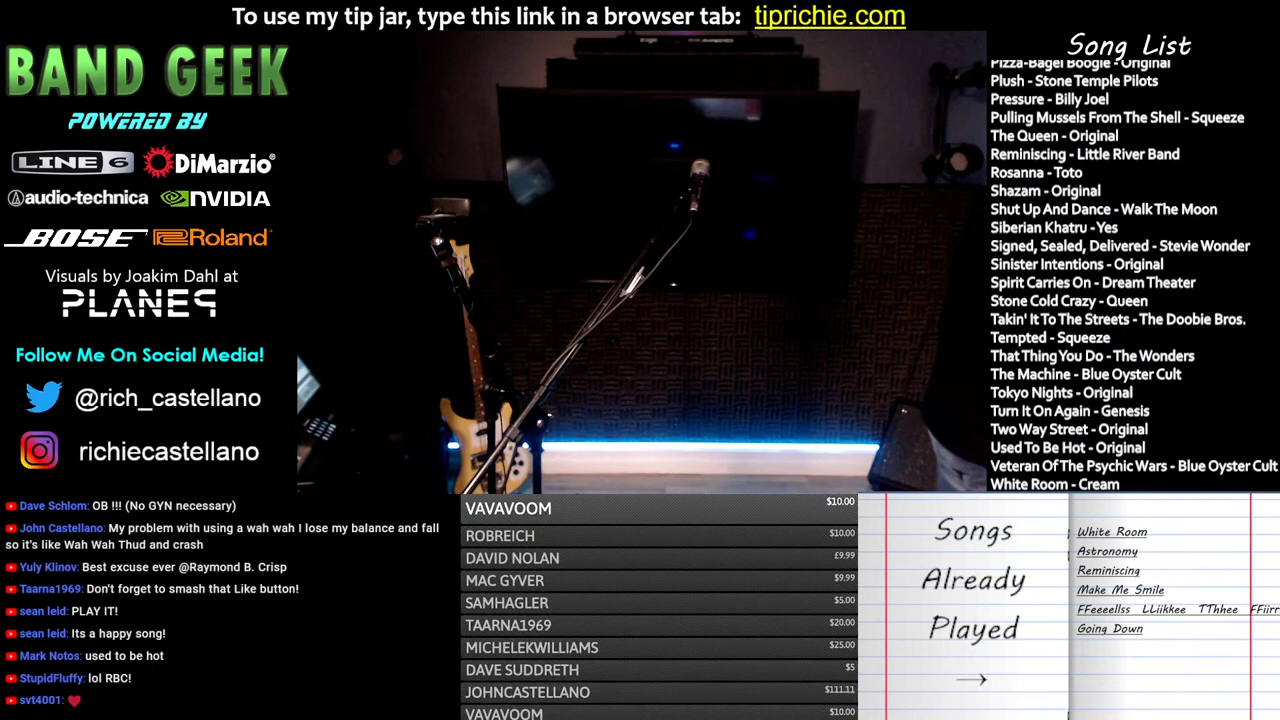 To use my tip jar, type this link in a browser tab: tiprichie.com
BAND GEEK
POWERED BY
LINE 6
DiMarzio®
audio-technica
NVIDIA
BOSE
Roland
Visuals by Joakim Dahl at
PLANE9
Follow Me On Social Media!
@rich_castellano
richiecastellano
Dave Schlom: OB !!! (No GYN necessary)
John Castellano: My problem with using a wah wah I lose my balance and fall
so it's like Wah Wah Thud and crash
Yuly Klinov: Best excuse ever @Raymond B. Crisp
Taarna1969: Don't forget to smash that Like button!
sean leid: PLAY IT!
sean leid: Its a happy song!
Mark Notos: used to be hot
StupidFluffy: lol RBC!
svt4001: ❤
VAVAVOOM $10.00
ROBREICH $10.00
DAVID NOLAN £9.99
MAC GYVER $9.99
SAMHAGLER $5.00
TAARNA1969 $20.00
MICHELEKWILLIAMS $25.00
DAVE SUDDRETH $5
JOHNCASTELLANO $111.11
VAVAVOOM $10.00
Song List
Pizza-Bagel Boogie - Original
Plush - Stone Temple Pilots
Pressure - Billy Joel
Pulling Mussels From The Shell - Squeeze
The Queen - Original
Reminiscing - Little River Band
Rosanna - Toto
Shazam - Original
Shut Up And Dance - Walk The Moon
Siberian Khatru - Yes
Signed, Sealed, Delivered - Stevie Wonder
Sinister Intentions - Original
Spirit Carries On - Dream Theater
Stone Cold Crazy - Queen
Takin' It To The Streets - The Doobie Bros.
Tempted - Squeeze
That Thing You Do - The Wonders
The Machine - Blue Oyster Cult
Tokyo Nights - Original
Turn It On Again - Genesis
Two Way Street - Original
Used To Be Hot - Original
Veteran Of The Psychic Wars - Blue Oyster Cult
White Room - Cream
Songs
Already
Played
→
White Room
Astronomy
Reminiscing
Make Me Smile
FFeeeellss LLiikkee TThhee FFiirr
Going Down